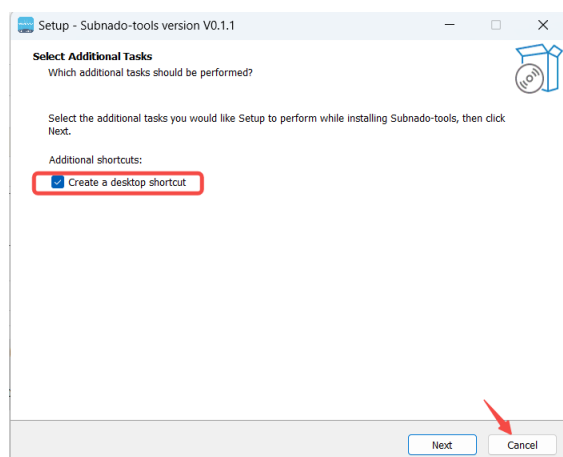 Setup - Subnado-tools version V0.1.1
Select Additional Tasks
Which additional tasks should be performed?
Select the additional tasks you would like Setup to perform while installing Subnado-tools, then click
Next.
Additional shortcuts:
Create a desktop shortcut
Next
Cancel